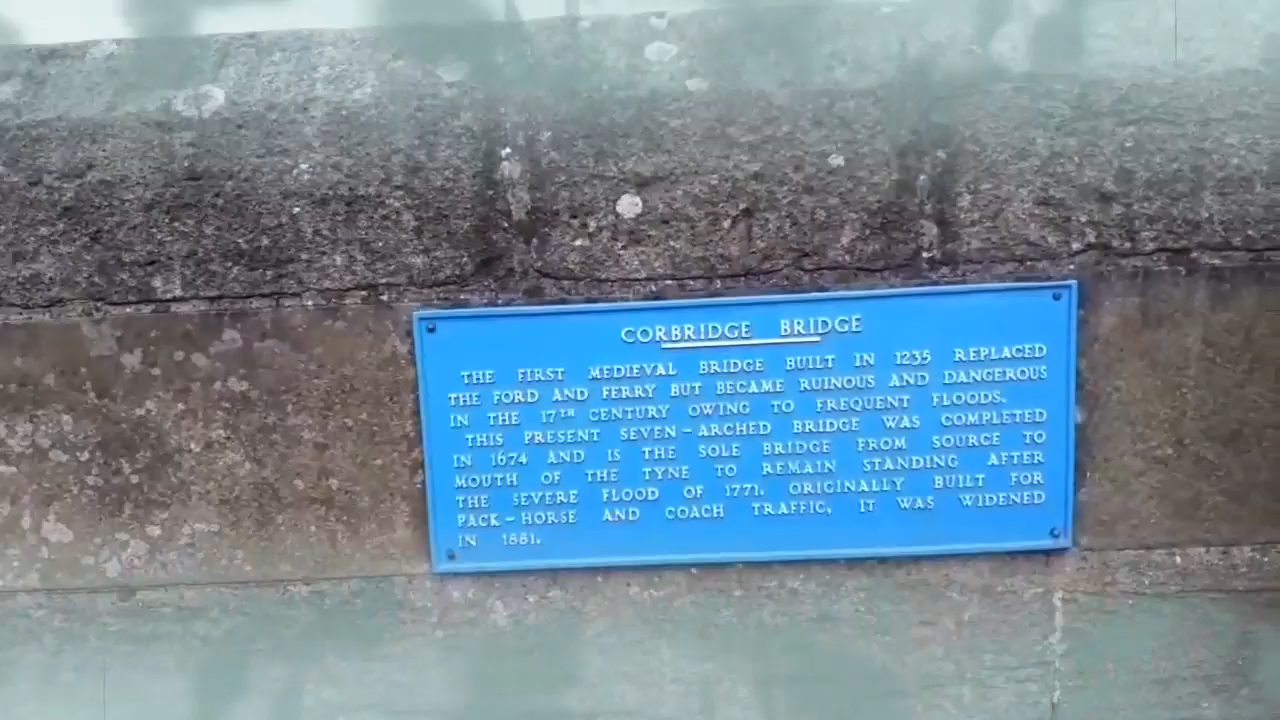 CORBRIDGE BRIDGE
THE FIRST MEDIEVAL BRIDGE BUILT IN 1235 REPLACED
THE FORD AND FERRY BUT BECAME RUINOUS AND DANGEROUS
IN THE 17TH CENTURY OWING TO FREQUENT FLOODS.
THIS PRESENT SEVEN-ARCHED BRIDGE WAS COMPLETED
IN 1674 AND IS THE SOLE BRIDGE FROM SOURCE TO
MOUTH OF THE TYNE TO REMAIN STANDING AFTER
THE SEVERE FLOOD OF 1771. ORIGINALLY BUILT FOR
PACK-HORSE AND COACH TRAFFIC, IT WAS WIDENED
IN 1881.